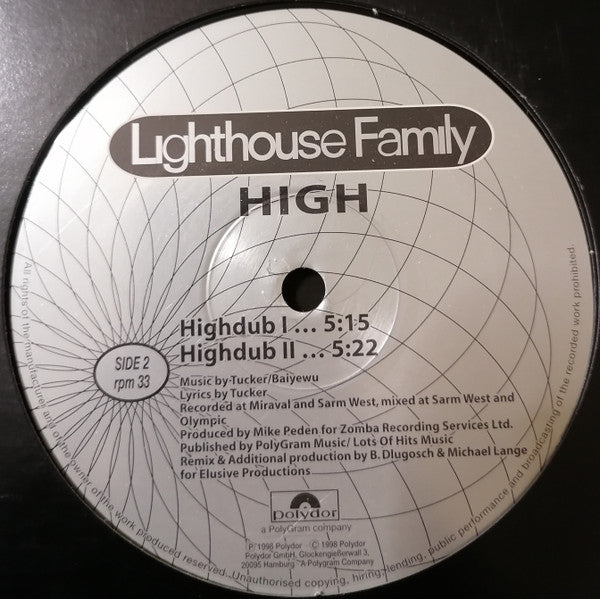 Lighthouse Family
HIGH
Highdub I ... 5:15
Highdub II ... 5:22
SIDE 2
rpm 33
Music by Tucker/Baiyewu
Lyrics by Tucker
Recorded at Miraval and Sarm West, mixed at Sarm West and
Olympic
Produced by Mike Peden for Zomba Recording Services Ltd.
Published by PolyGram Music/ Lots Of Hits Music
Remix & Additional production by B. Dlugosch & Michael Lange
for Elusive Productions
polydor
a PolyGram company
P 1998 Polydor © 1998 Polydor
Polydor GmbH, Glockengießerwall 3,
20095 Hamburg - A Polygram Company
All rights of the manufacturer and of the owner of the work produced reserved. Unauthorised copying, hiring, lending, public performance and broadcasting of the recorded work prohibited.